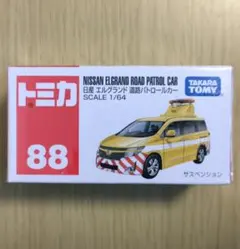 トミカ
88
NISSAN ELGRAND ROAD PATROL CAR
日産 エルグランド 道路パトロールカー
SCALE 1/64
TAKARA
TOMY
サスペンション